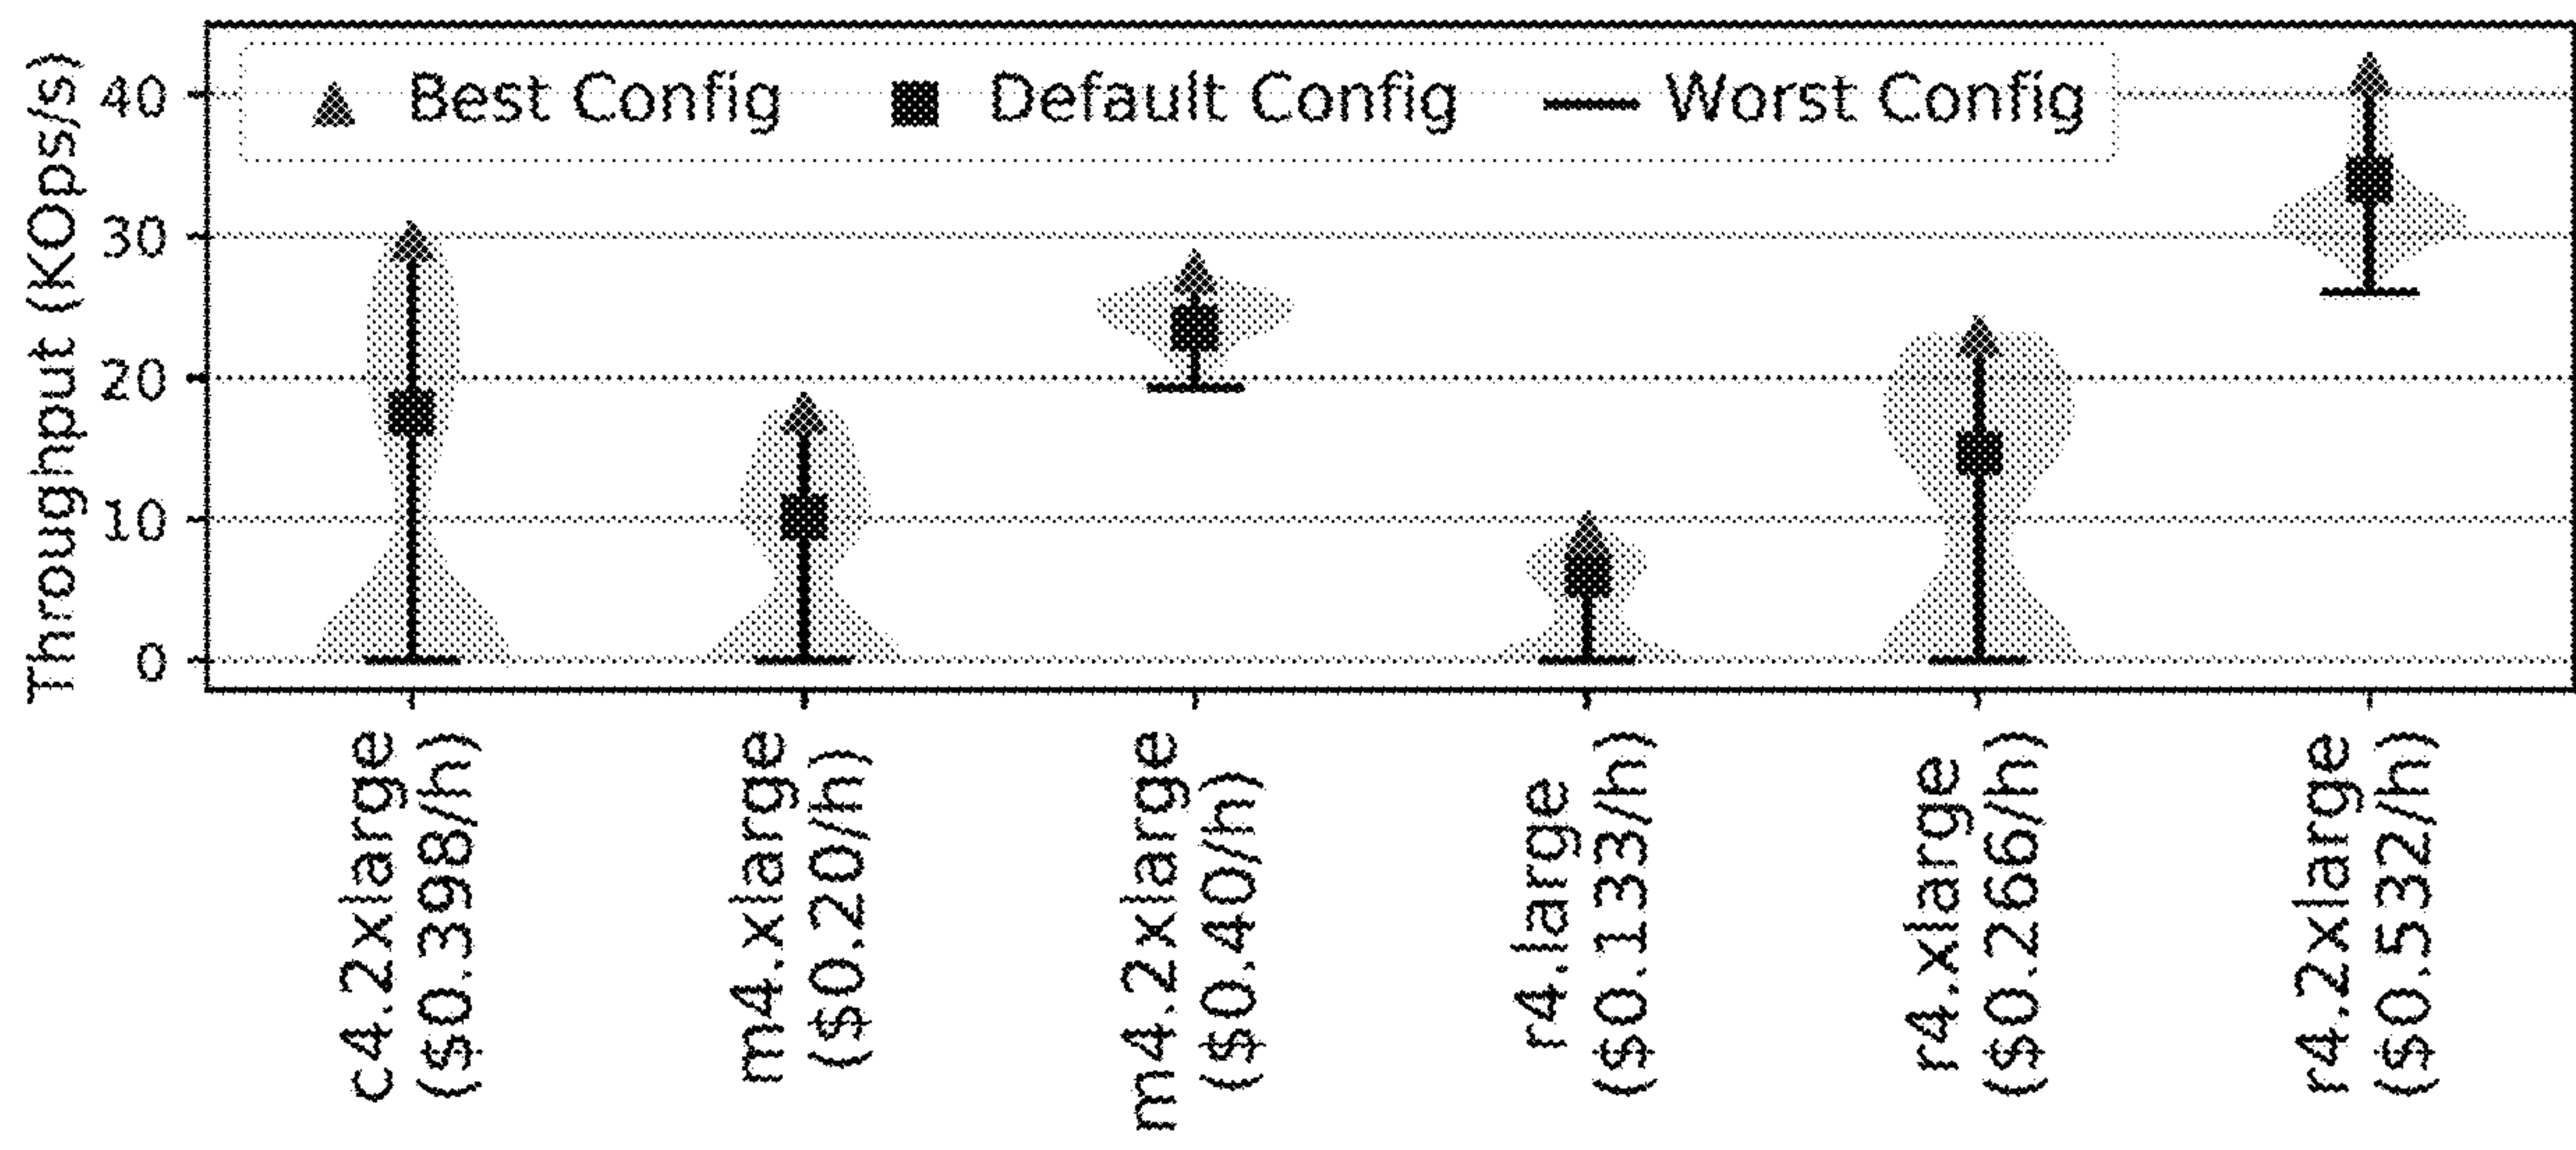 Throughput (KOps/s)
40
30
20
10
0
Best Config
Default Config
Worst Config
c4.2xlarge
($0.398/h)
m4.xlarge
($0.20/h)
m4.2xlarge
($0.40/h)
r4.large
($0.133/h)
r4.xlarge
($0.266/h)
r4.2xlarge
($0.532/h)